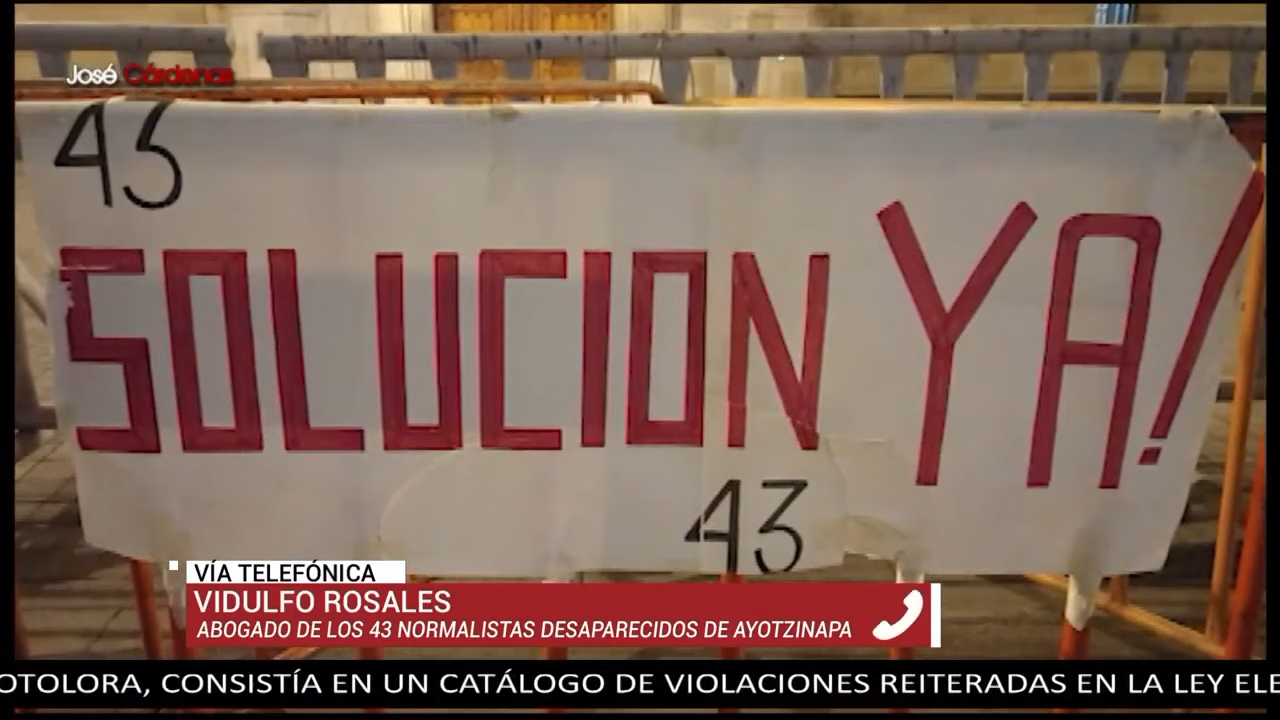 José Cárdenas
43
SOLUCION YA!
43
VÍA TELEFÓNICA
VIDULFO ROSALES
ABOGADO DE LOS 43 NORMALISTAS DESAPARECIDOS DE AYOTZINAPA
OTOLORA, CONSISTÍA EN UN CATÁLOGO DE VIOLACIONES REITERADAS EN LA LEY ELE